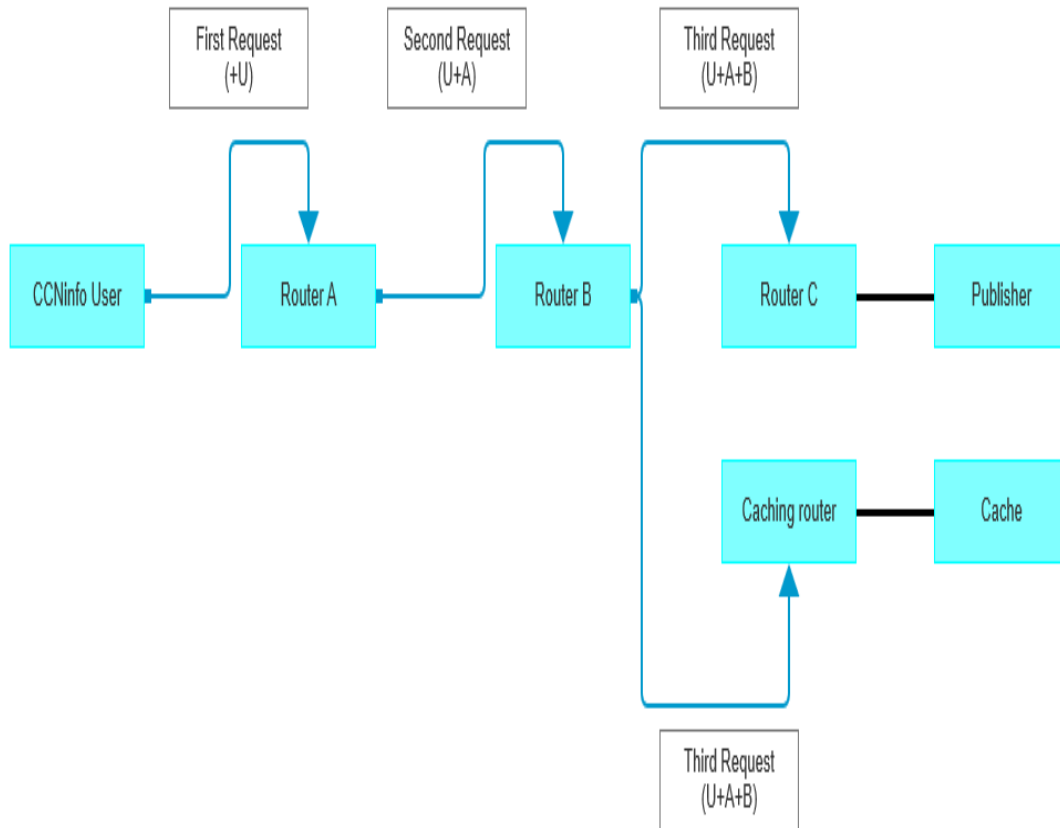 First Request
(+U)
Second Request
(U+A)
Third Request
(U+A+B)
CCNinfo User
Router A
Router B
Router C
Publisher
Caching router
Cache
Third Request
(U+A+B)